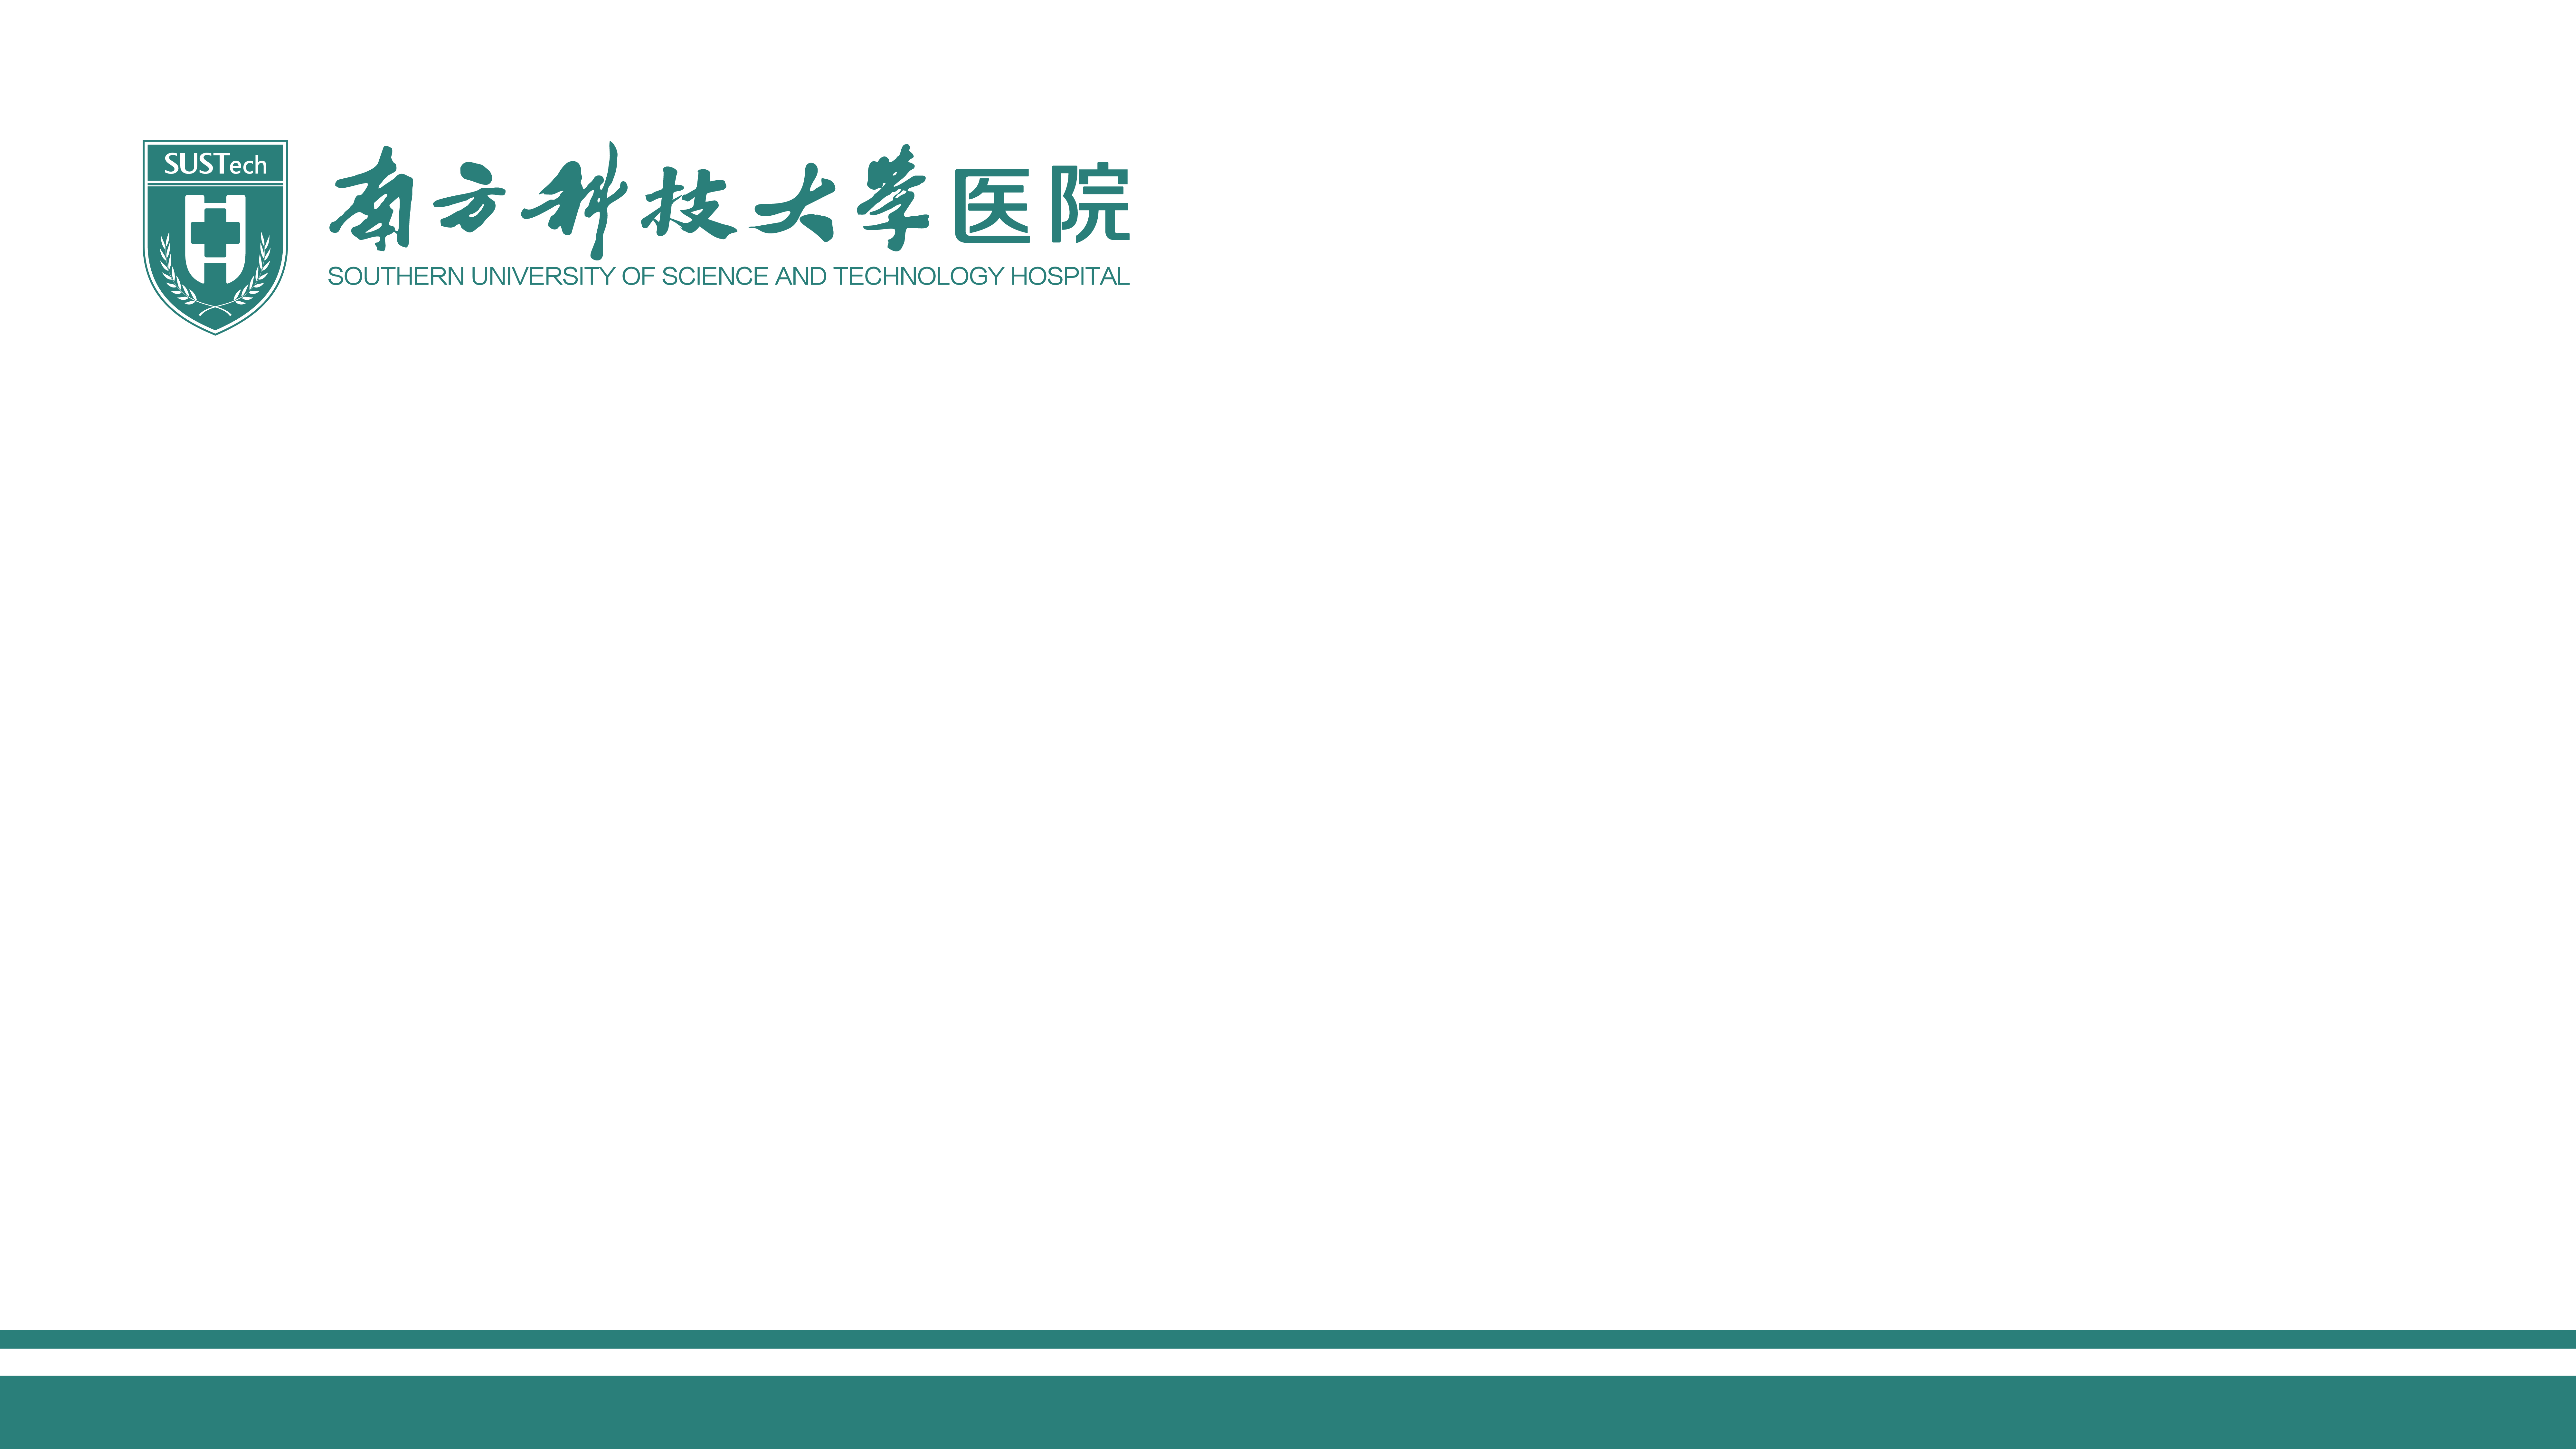 SUSTech
南方科技大学医院
SOUTHERN UNIVERSITY OF SCIENCE AND TECHNOLOGY HOSPITAL